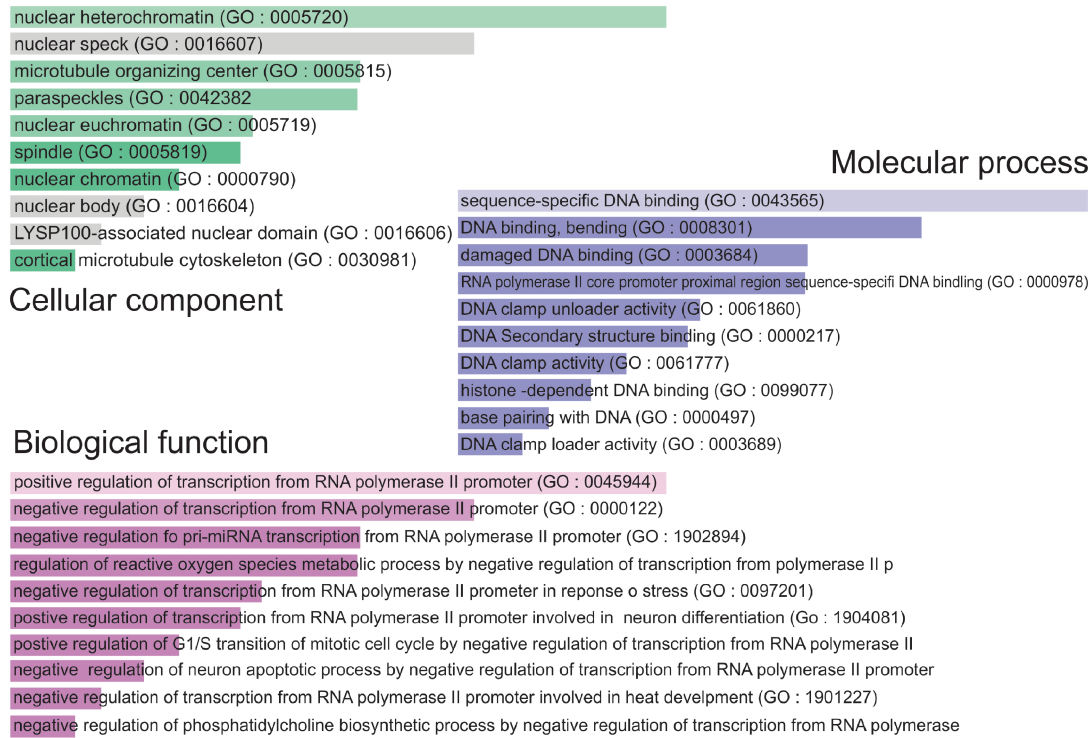 nuclear heterochromatin (GO : 0005720)
nuclear speck (GO : 0016607)
microtubule organizing center (GO : 0005815)
paraspeckles (GO : 0042382
nuclear euchromatin (GO : 0005719)
spindle (GO : 0005819)
nuclear chromatin (GO : 0000790)
nuclear body (GO : 0016604)
LYSP100-associated nuclear domain (GO : 0016606)
cortical microtubule cytoskeleton (GO : 0030981)
Cellular component
Molecular process
sequence-specific DNA binding (GO : 0043565)
DNA binding, bending (GO : 0008301)
damaged DNA binding (GO : 0003684)
RNA polymerase II core promoter proximal region sequence-specifi DNA bindling (GO : 0000978)
DNA clamp unloader activity (GO : 0061860)
DNA Secondary structure binding (GO : 0000217)
DNA clamp activity (GO : 0061777)
histone -dependent DNA binding (GO : 0099077)
base pairing with DNA (GO : 0000497)
DNA clamp loader activity (GO : 0003689)
Biological function
positive regulation of transcription from RNA polymerase II promoter (GO : 0045944)
negative regulation of transcription from RNA polymerase II promoter (GO : 0000122)
negative regulation fo pri-miRNA transcription from RNA polymerase II promoter (GO : 1902894)
regulation of reactive oxygen species metabolic process by negative regulation of transcription from polymerase II p
negative regulation of transcription from RNA polymerase II prometer in reponse o stress (GO : 0097201)
postive regulation of transcription from RNA polymerase II promoter involved in neuron differentiation (Go : 1904081)
postive regulation of G1/S transition of mitotic cell cycle by negative regulation of transcription from RNA polymerase II
negative regulation of neuron apoptotic process by negative regulation of transcription from RNA polymerase II promoter
negative regulation of transcrption from RNA polymerase II promoter involved in heat develpment (GO : 1901227)
negative regulation of phosphatidylcholine biosynthetic process by negative regulation of transcription from RNA polymerase